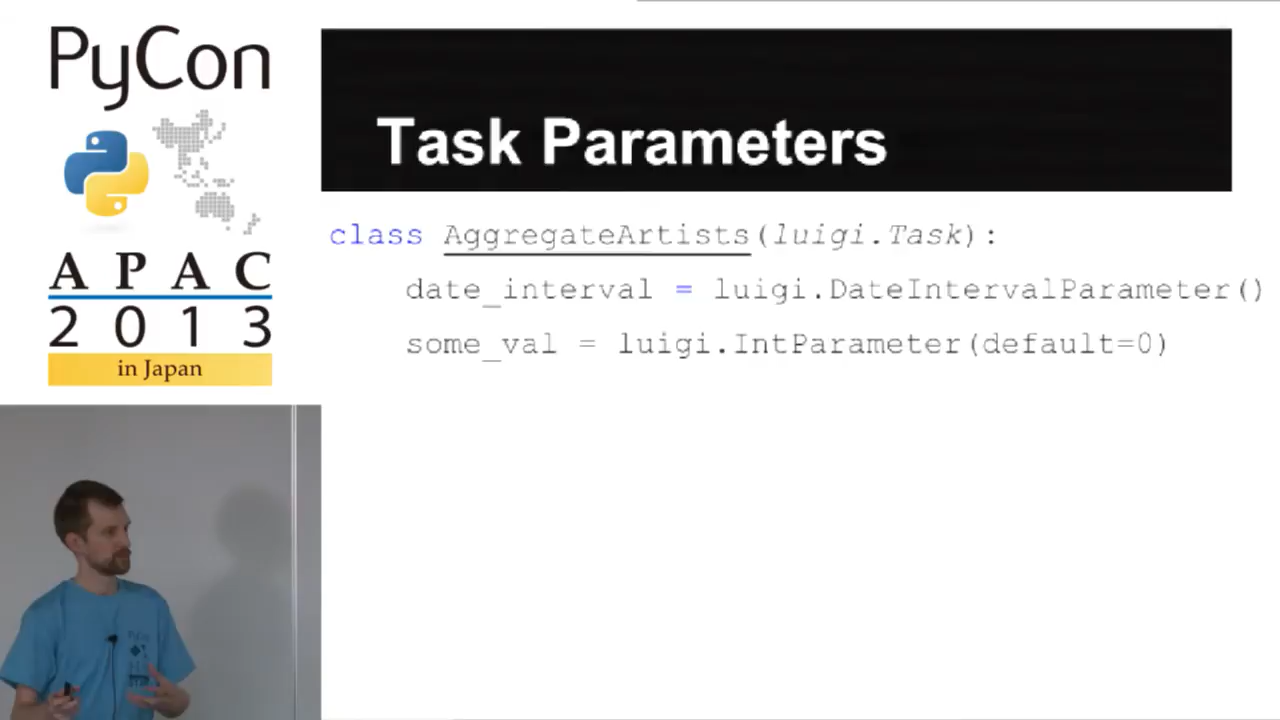 PyCon
APAC
2013
in Japan
Task Parameters
class AggregateArtists(luigi.Task):
date_interval = luigi.DateIntervalParameter()
some_val = luigi.IntParameter(default=0)